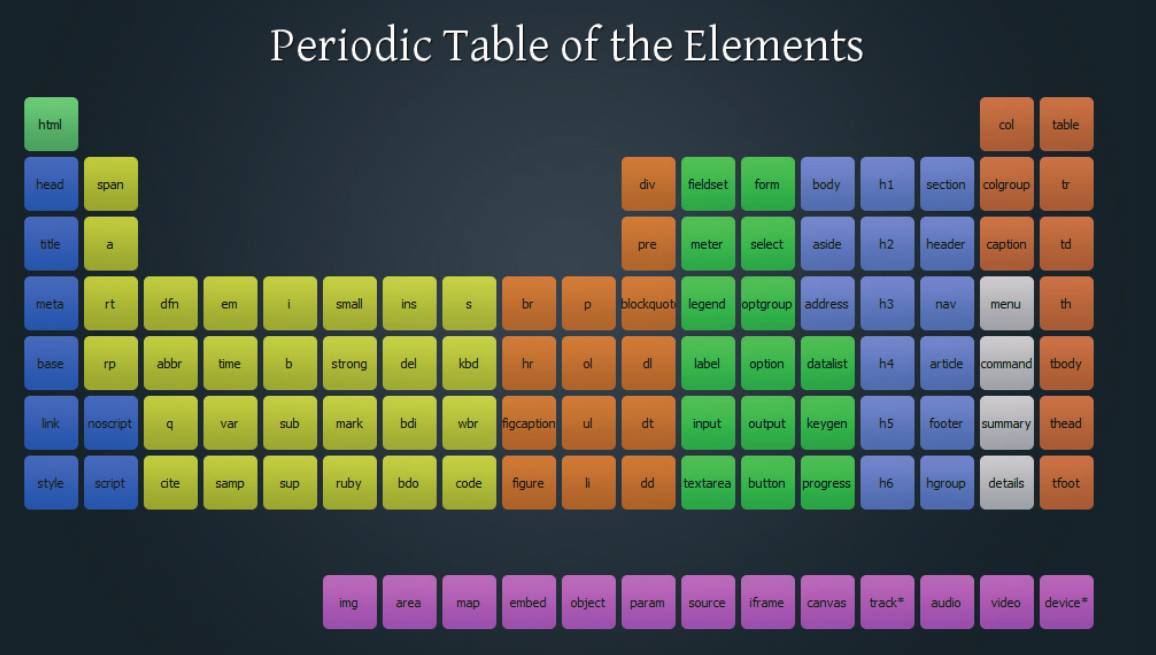 Periodic Table of the Elements
html col table
head span div fieldset form body h1 section colgroup tr
title a pre meter select aside h2 header caption td
meta rt dfn em i small ins s br p blockquot legend optgroup address h3 nav menu th
base rp abbr time b strong del kbd hr ol dl label option datalist h4 article command tbody
link noscript q var sub mark bdi wbr figcaption ul dt input output keygen h5 footer summary thead
style script cite samp sup ruby bdo code figure li dd textarea button progress h6 hgroup details tfoot
img area map embed object param source iframe canvas track* audio video device*